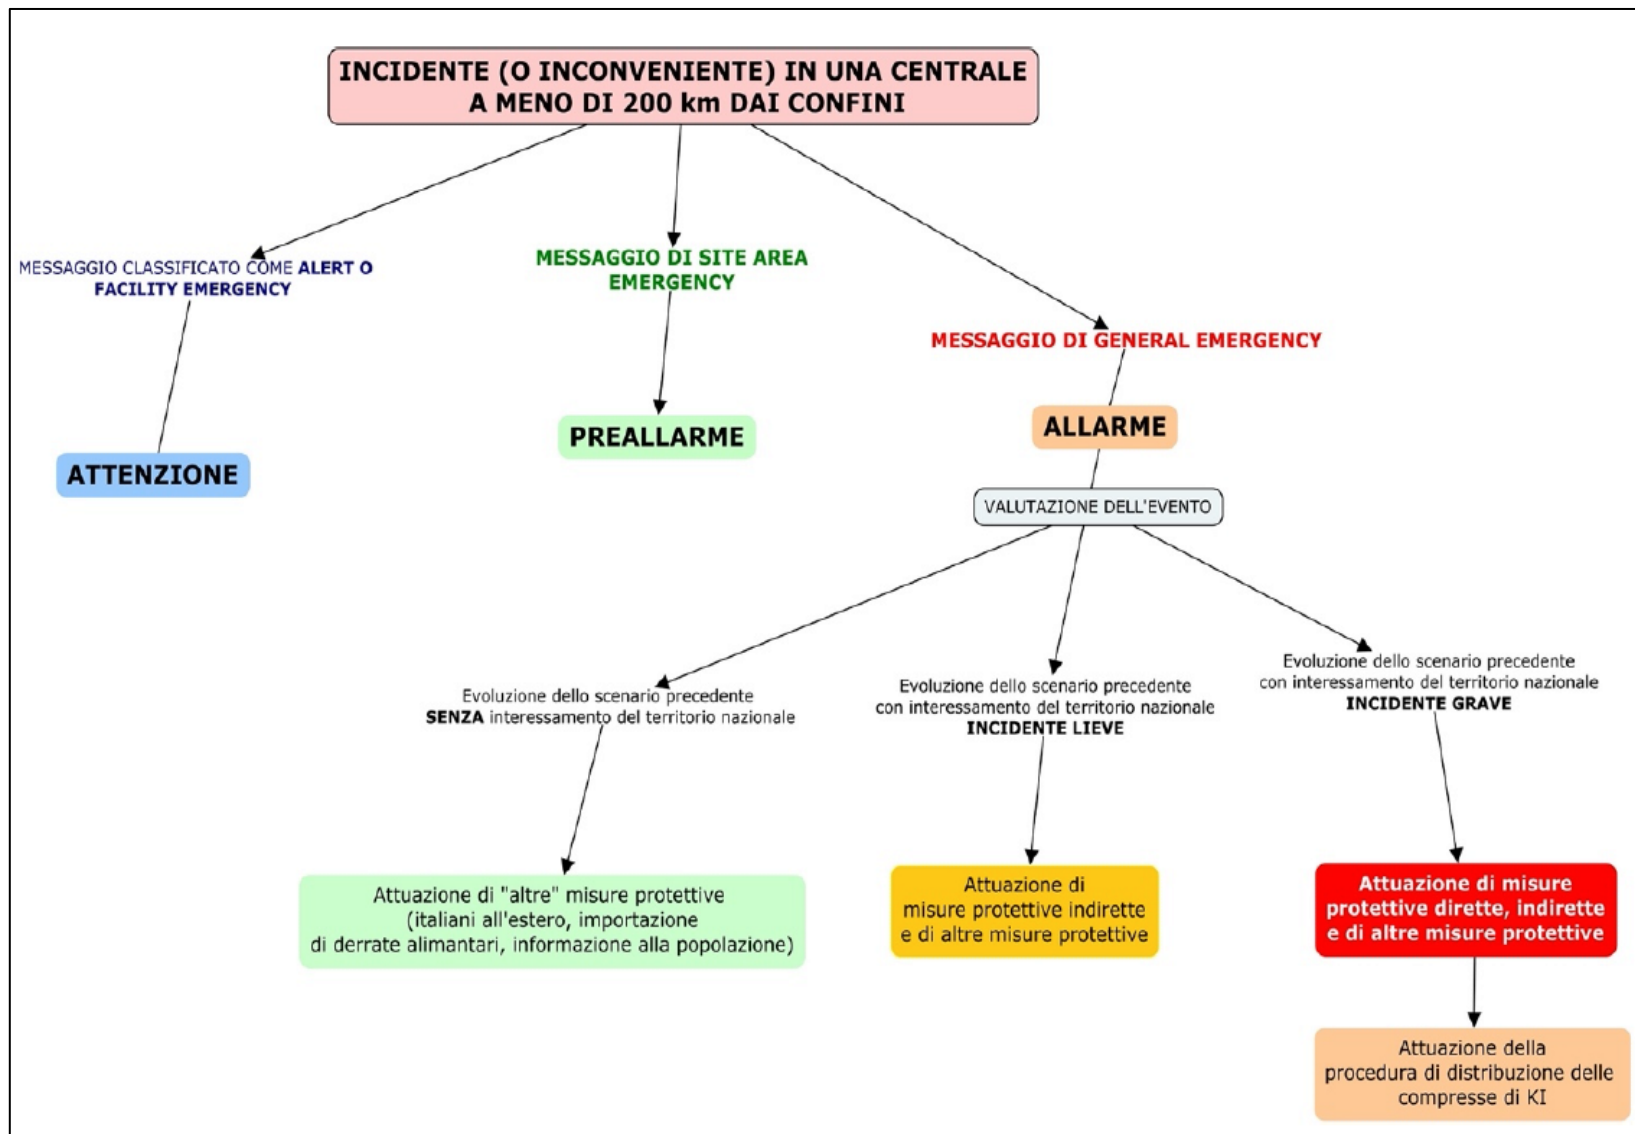 INCIDENTE (O INCONVENIENTE) IN UNA CENTRALE
A MENO DI 200 km DAI CONFINI
MESSAGGIO CLASSIFICATO COME ALERT O
FACILITY EMERGENCY
MESSAGGIO DI SITE AREA
EMERGENCY
MESSAGGIO DI GENERAL EMERGENCY
ATTENZIONE
PREALLARME
ALLARME
VALUTAZIONE DELL'EVENTO
Evoluzione dello scenario precedente
SENZA interessamento del territorio nazionale
Evoluzione dello scenario precedente
con interessamento del territorio nazionale
INCIDENTE LIEVE
Evoluzione dello scenario precedente
con interessamento del territorio nazionale
INCIDENTE GRAVE
Attuazione di "altre" misure protettive
(italiani all'estero, importazione
di derrate alimantari, informazione alla popolazione)
Attuazione di
misure protettive indirette
e di altre misure protettive
Attuazione di misure
protettive dirette, indirette
e di altre misure protettive
Attuazione della
procedura di distribuzione delle
compresse di KI